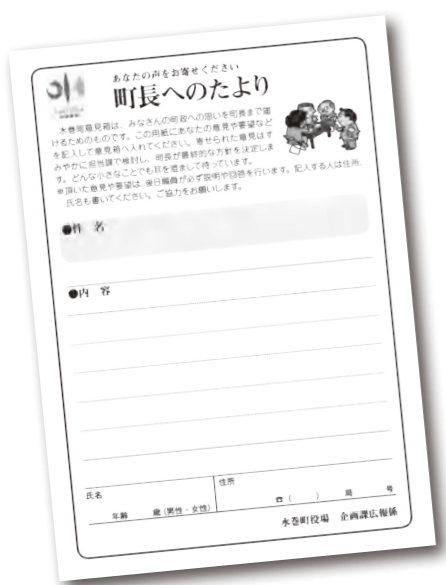 あなたの声をお寄せください
町長へのたより
水巻町意見箱は、みなさんの町政への思いを町長まで届
けるためのものです。この用紙にあなたの意見や要望など
を記入して意見箱へ入れてください。寄せられた意見はす
みやかに担当課で検討し、町長が最終的な方針を決定しま
す。どんな小さなことでも耳を澄まして待っています。
※頂いた意見や要望は、後日職員が必ず説明や回答を行います。記入する人は住所、
氏名も書いてください。ご協力をお願いします。
●件 名
●内 容
氏名
年齢 歳(男性・女性)
住所
☎( ) 局 号
水巻町役場 企画課広報係